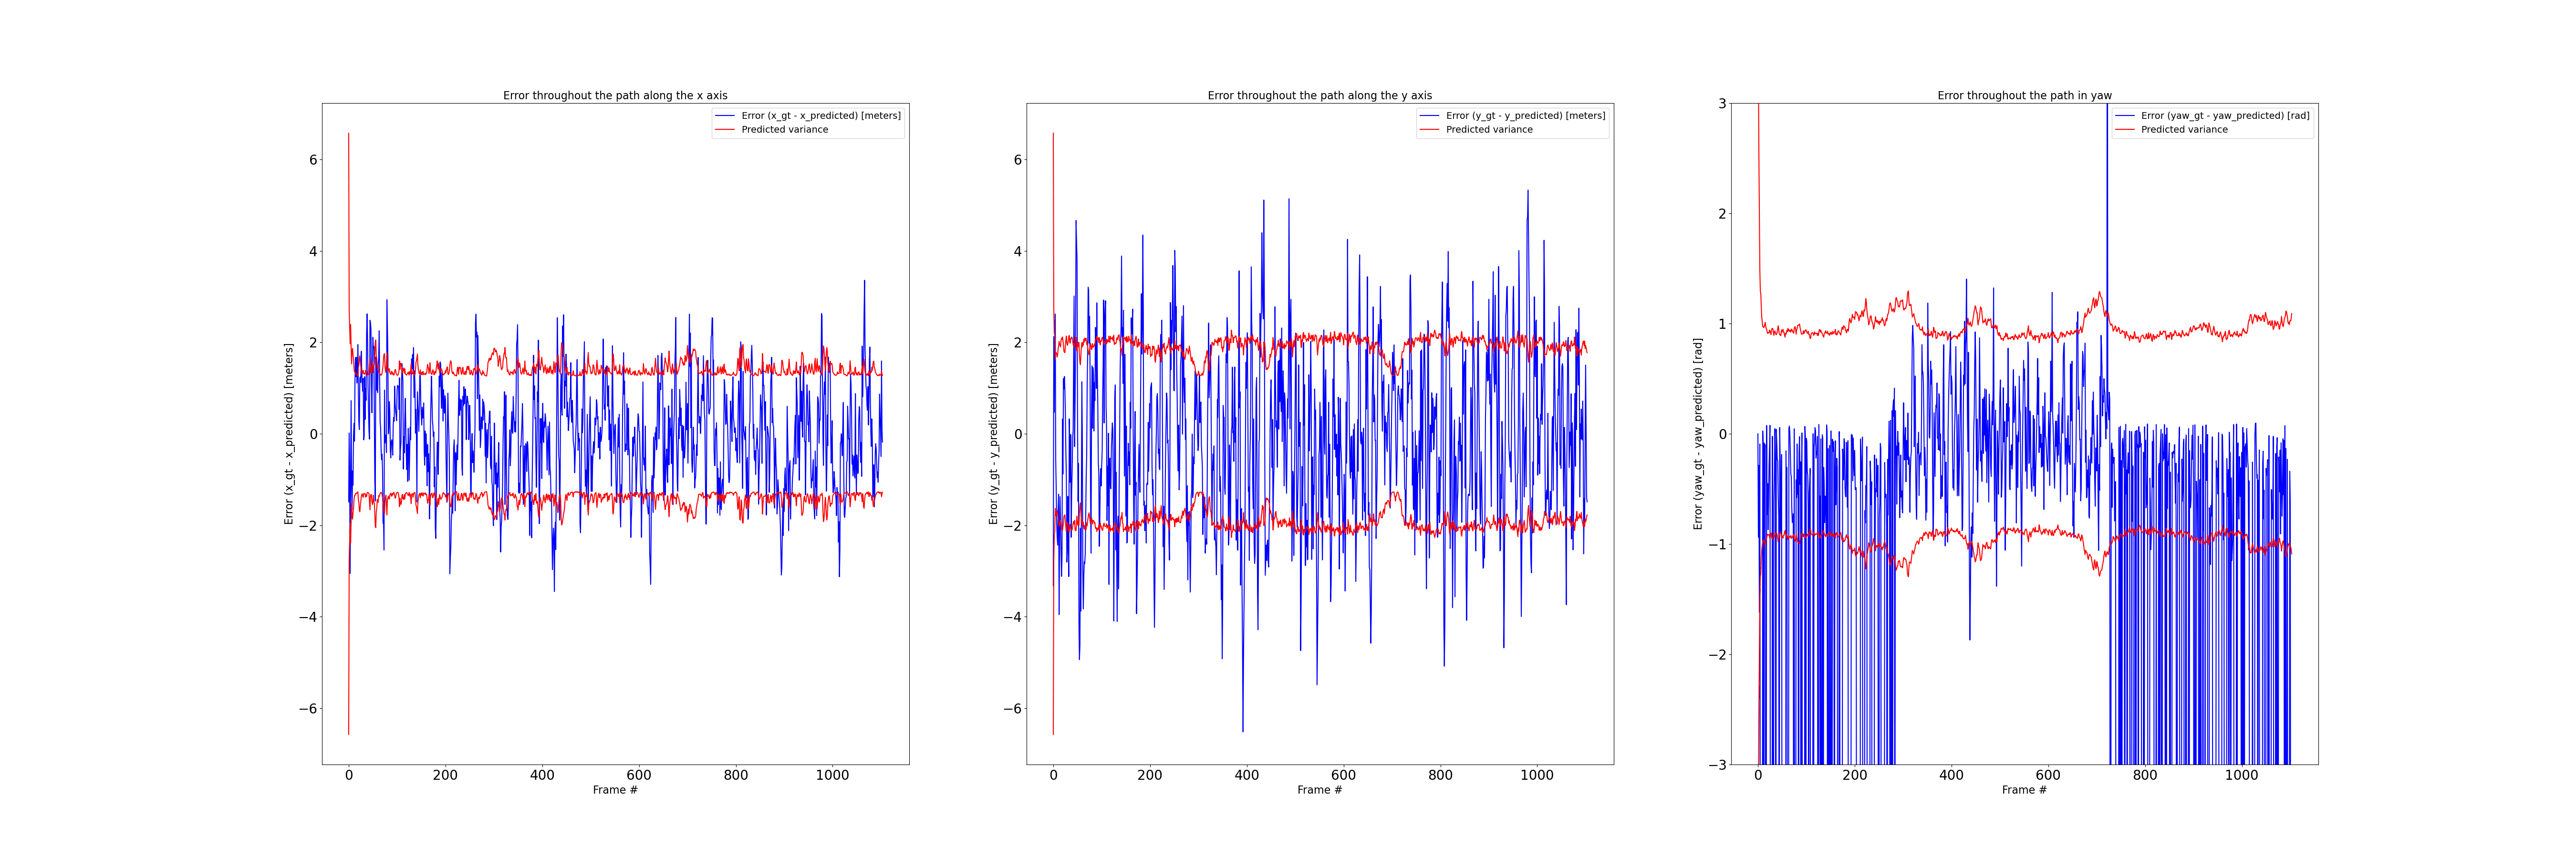 Error throughout the path along the x axis
Error (x_gt - x_predicted) [meters]
Predicted variance
6
4
2
0
−2
−4
−6
Error (x_gt - x_predicted) [meters]
0 200 400 600 800 1000
Frame #
Error throughout the path along the y axis
Error (y_gt - y_predicted) [meters]
Predicted variance
6
4
2
0
−2
−4
−6
Error (y_gt - y_predicted) [meters]
0 200 400 600 800 1000
Frame #
Error throughout the path in yaw
Error (yaw_gt - yaw_predicted) [rad]
Predicted variance
3
2
1
0
−1
−2
−3
Error (yaw_gt - yaw_predicted) [rad]
0 200 400 600 800 1000
Frame #